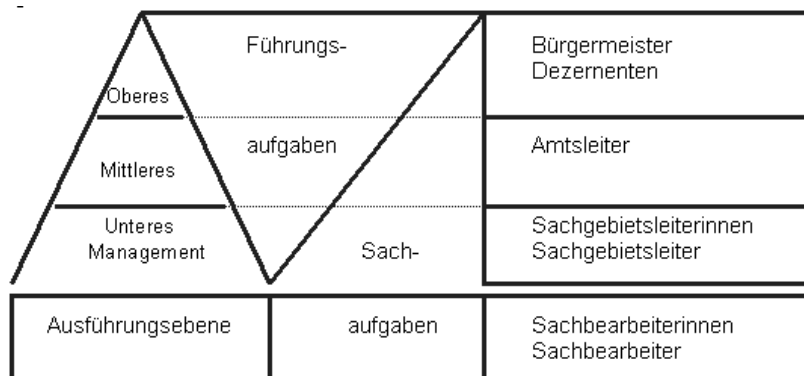 Führungs-
Bürgermeister
Dezernenten
Oberes
aufgaben
Amtsleiter
Mittleres
Unteres
Management
Sach-
Sachgebietsleiterinnen
Sachgebietsleiter
Ausführungsebene
aufgaben
Sachbearbeiterinnen
Sachbearbeiter